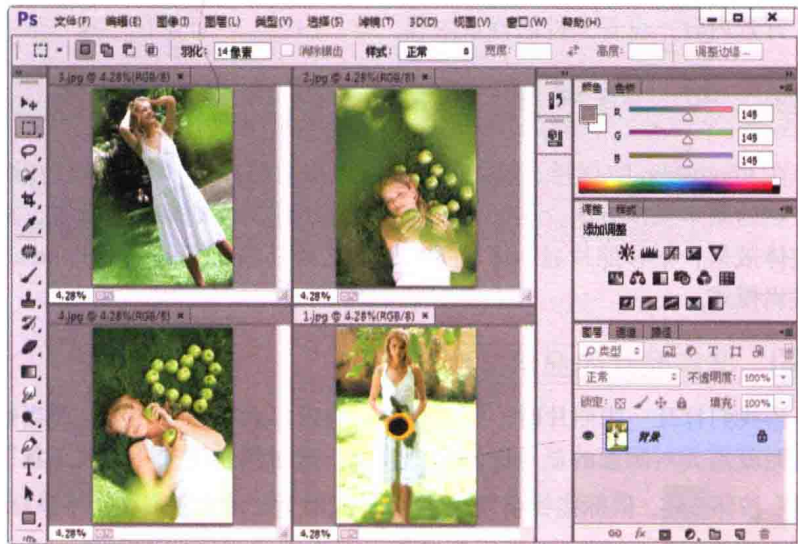 Ps 文件(F) 编辑(E) 图像(I) 图层(L) 类型(Y) 选择(S) 滤镜(T) 3D(D) 视图(V) 窗口(W) 帮助(H)
羽化: 14 像素 消除锯齿 样式: 正常 宽度: 高度: 调整边缘...
3.jpg @ 4.28%(RGB/8) × 2.jpg @ 4.28%(RGB/8) ×
4.28% 4.28%
4.jpg @ 4.28%(RGB/8) × 1.jpg @ 4.28%(RGB/8) ×
4.28% 4.28%
颜色 色板
R 148
G 148
B 148
调整 样式
添加调整
图层 通道 路径
类型
正常 不透明度: 100%
锁定: 填充: 100%
背景